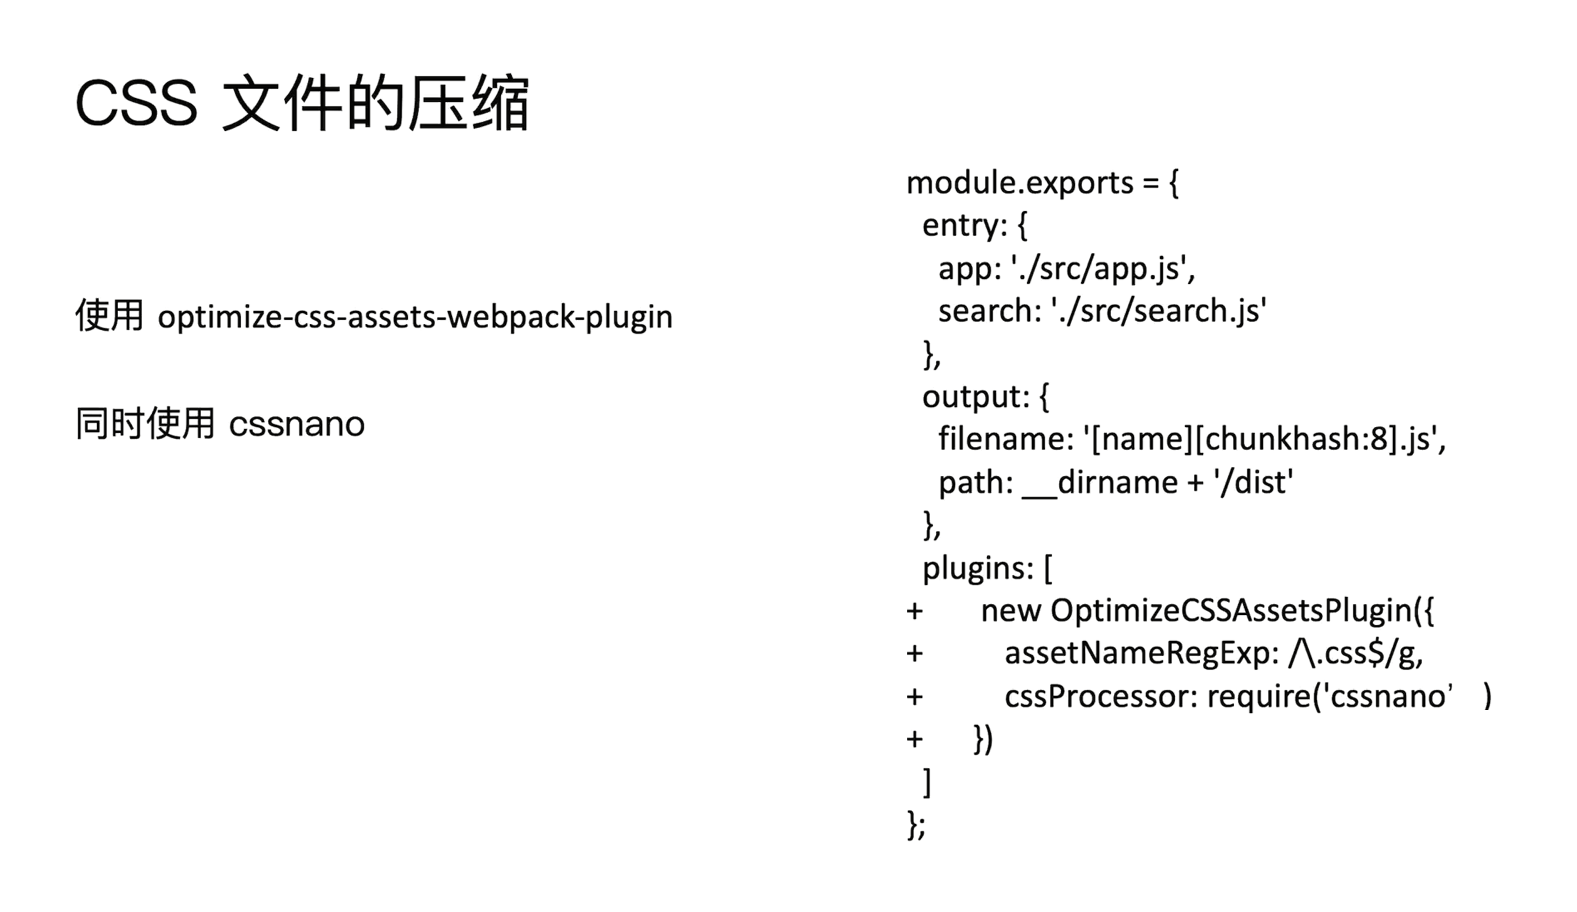 CSS 文件的压缩
使用 optimize-css-assets-webpack-plugin
同时使用 cssnano
module.exports = {
  entry: {
    app: './src/app.js',
    search: './src/search.js'
  },
  output: {
    filename: '[name][chunkhash:8].js',
    path: __dirname + '/dist'
  },
  plugins: [
+      new OptimizeCSSAssetsPlugin({
+         assetNameRegExp: /\.css$/g,
+         cssProcessor: require('cssnano’ )
+      })
  ]
};